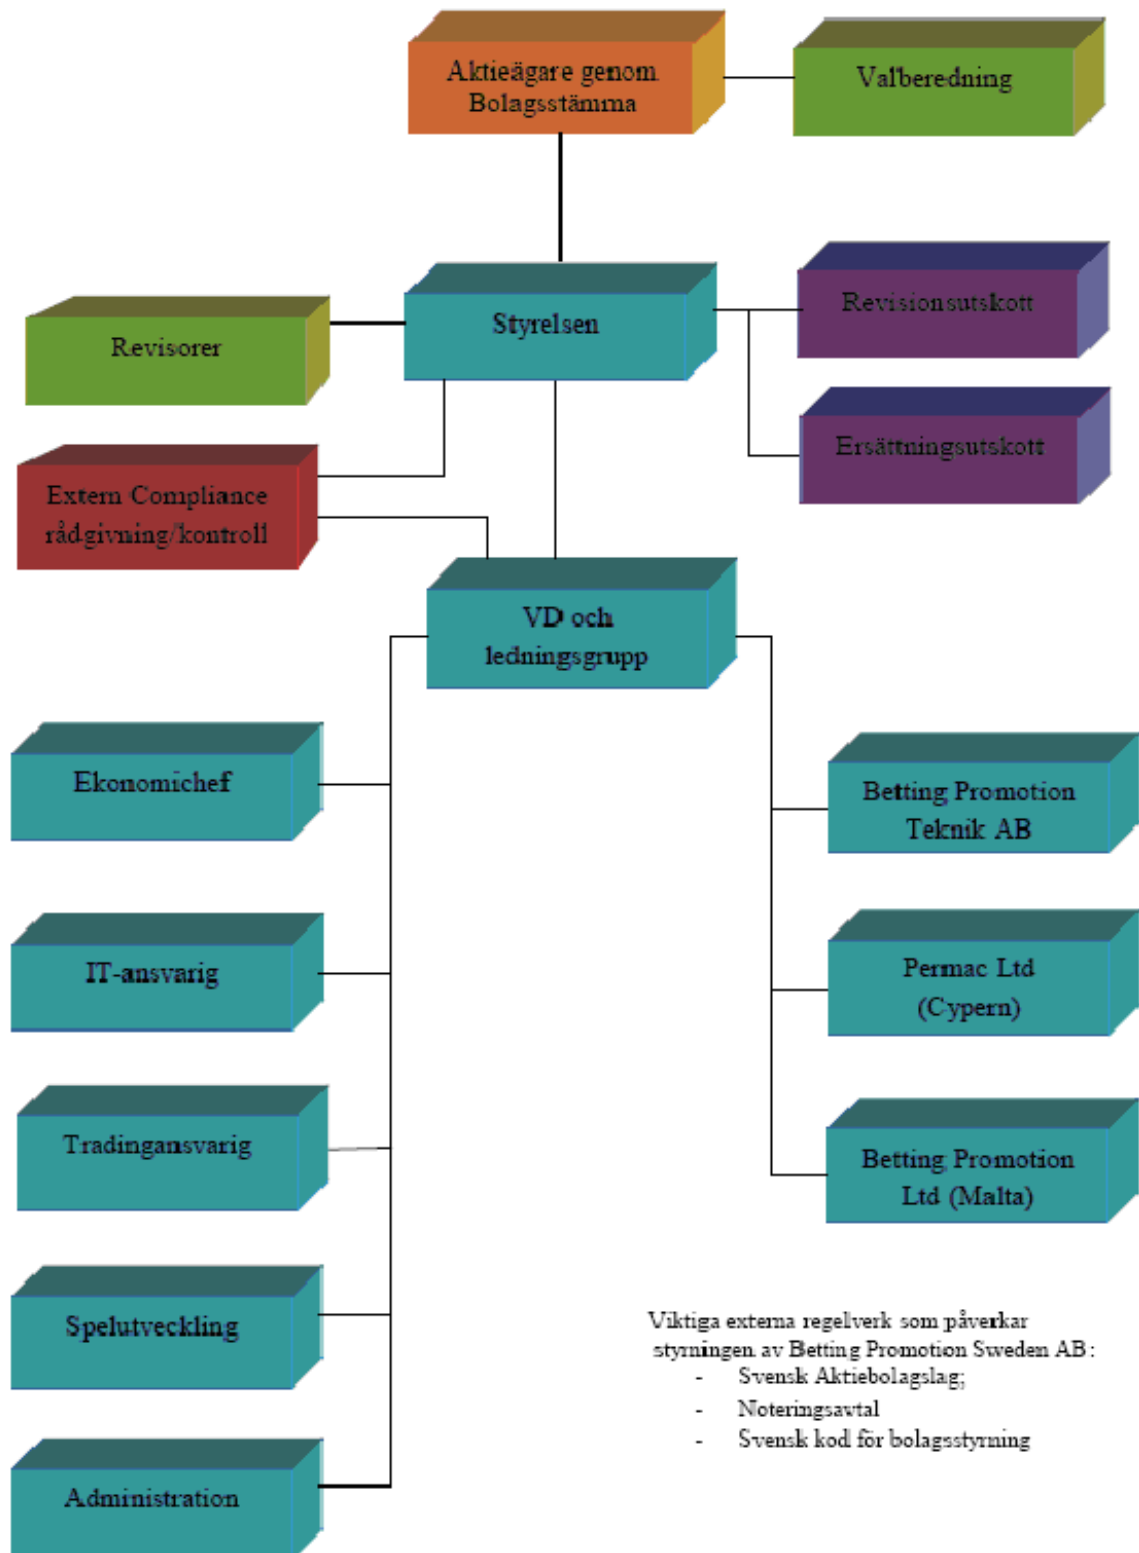 Aktieägare genom
Bolagsstämma
Valberedning
Styrelsen
Revisionsutskott
Revisorer
Ersättningsutskott
Extern Compliance
rådgivning/kontroll
VD och
ledningsgrupp
Ekonomichef
IT-ansvarig
Tradingansvarig
Spelutveckling
Administration
Betting Promotion
Teknik AB
Permac Ltd
(Cypern)
Betting Promotion
Ltd (Malta)
Viktiga externa regelverk som påverkar
styrningen av Betting Promotion Sweden AB:
- Svensk Aktiebolagslag;
- Noteringsavtal
- Svensk kod för bolagsstyrning